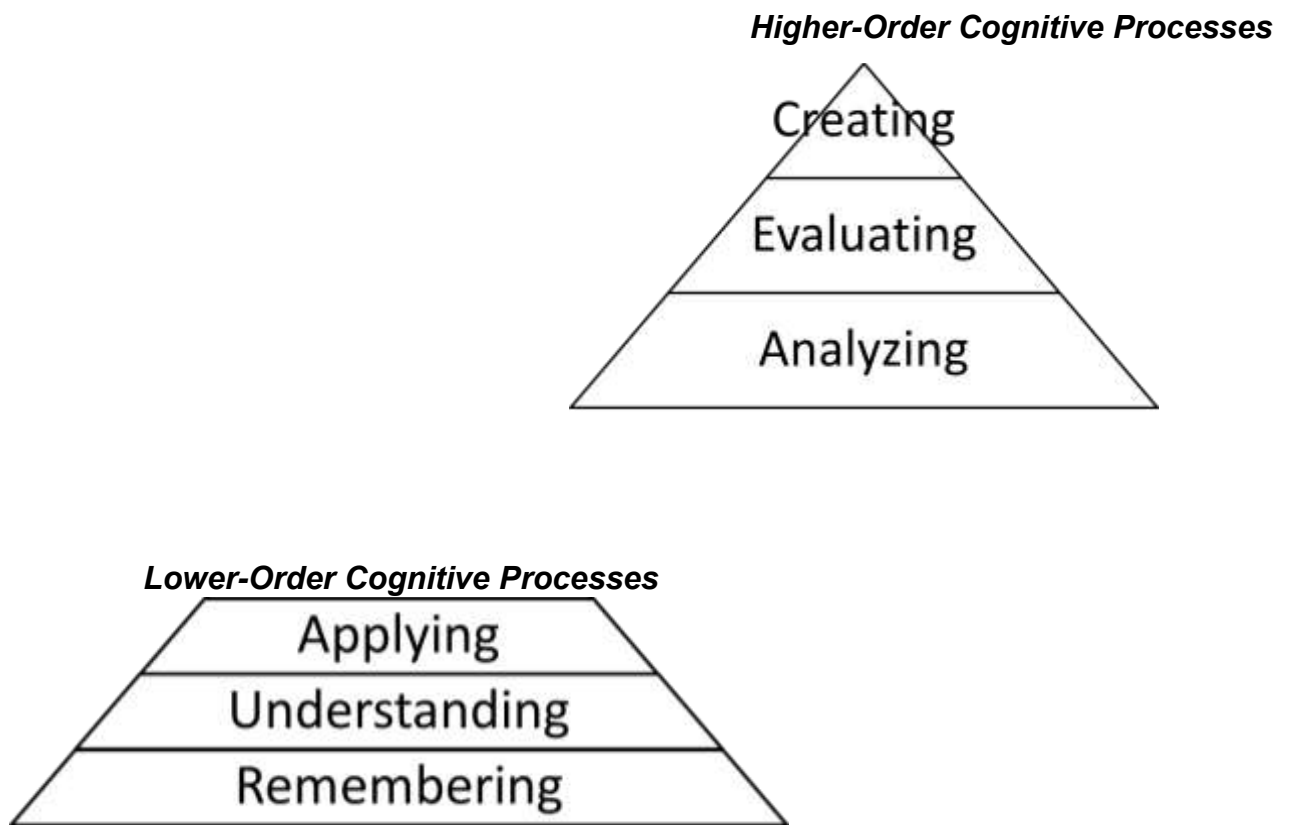 Higher-Order Cognitive Processes
Creating
Evaluating
Analyzing
Lower-Order Cognitive Processes
Applying
Understanding
Remembering